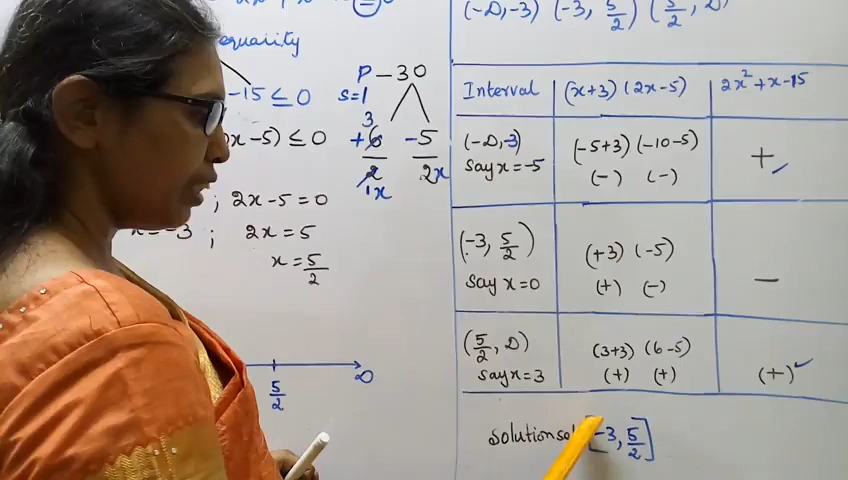 equality
-15 ≤ 0
x-5) ≤ 0
; 2x-5=0
x=-3 ; 2x=5
x=5/2
5/2 ∞
P -30
s=1
3
+6 -5
2 2x
1x
(-∞,-3) (-3, 5/2) (5/2, ∞)
Interval (x+3)(2x-5) 2x²+x-15
(-∞,-3) (-5+3)(-10-5) +
Say x=-5 (-) (-)
(-3, 5/2) (+3) (-5)
Say x=0 (+) (-) -
(5/2, ∞) (3+3) (6-5)
Say x=3 (+) (+) (+)
[-3, 5/2]